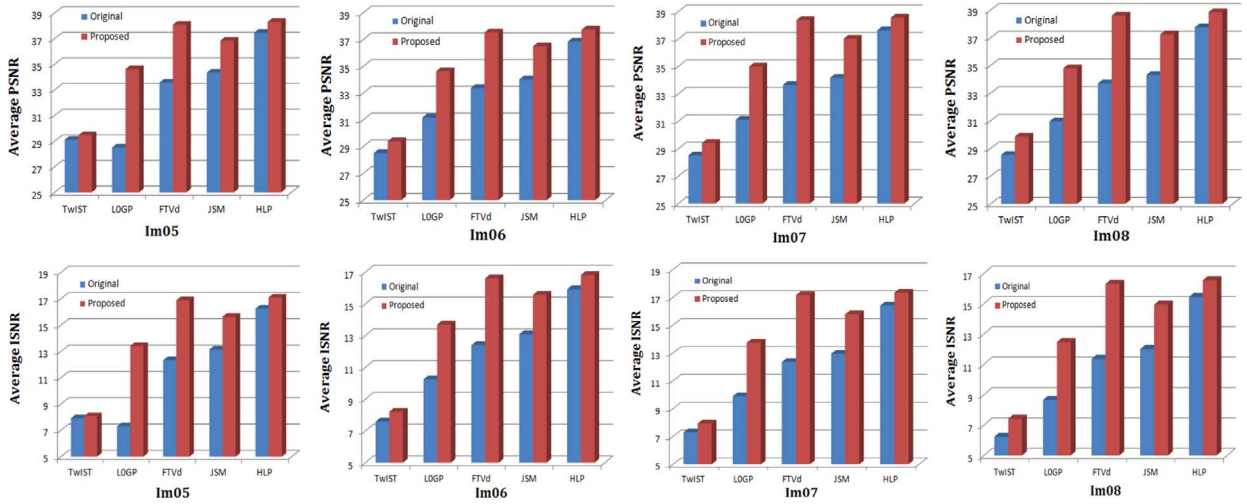 Average PSNR
39
37
35
33
31
29
27
25
Original
Proposed
TwIST
L0GP
FTVd
JSM
HLP
Im05
Average PSNR
39
37
35
33
31
29
27
25
Original
Proposed
TwIST
L0GP
FTVd
JSM
HLP
Im06
Average PSNR
39
37
35
33
31
29
27
25
Original
Proposed
TwIST
L0GP
FTVd
JSM
HLP
Im07
Average PSNR
39
37
35
33
31
29
27
25
Original
Proposed
TwIST
L0GP
FTVd
JSM
HLP
Im08
Average ISNR
19
17
15
13
11
9
7
5
Original
Proposed
TwIST
L0GP
FTVd
JSM
HLP
Im05
Average ISNR
17
15
13
11
9
7
5
Original
Proposed
TwIST
L0GP
FTVd
JSM
HLP
Im06
Average ISNR
19
17
15
13
11
9
7
5
Original
Proposed
TwIST
L0GP
FTVd
JSM
HLP
Im07
Average ISNR
17
15
13
11
9
7
5
Original
Proposed
TwIST
L0GP
FTVd
JSM
HLP
Im08